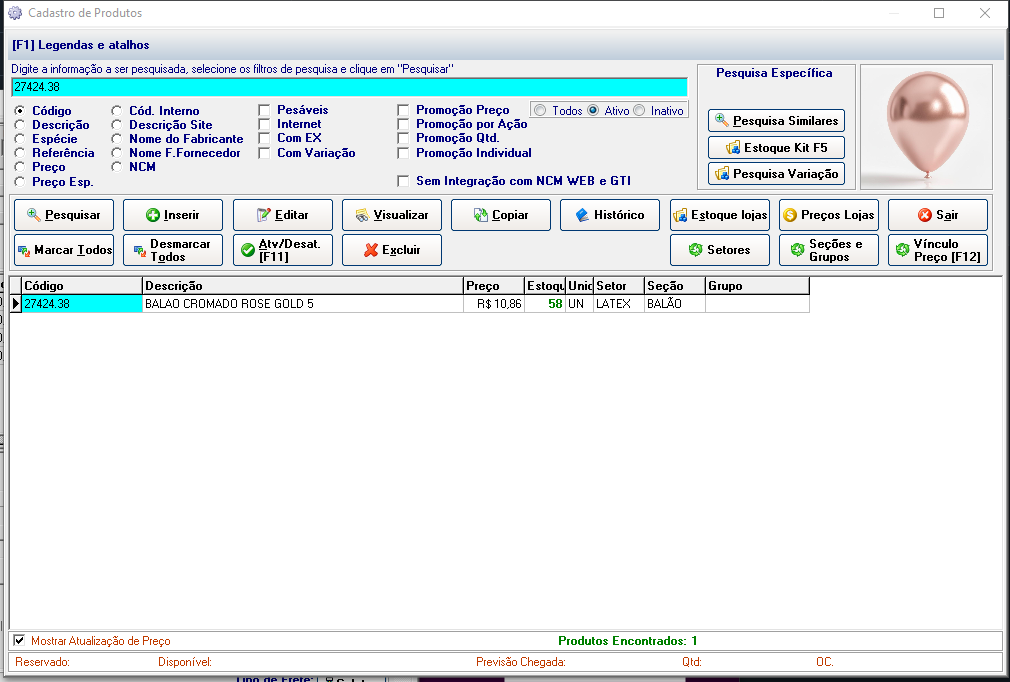 Cadastro de Produtos
[F1] Legendas e atalhos
Digite a informação a ser pesquisada, selecione os filtros de pesquisa e clique em "Pesquisar"
27424.38
Código
Descrição
Espécie
Referência
Preço
Preço Esp.
Cód. Interno
Descrição Site
Nome do Fabricante
Nome F.Fornecedor
NCM
Pesáveis
Internet
Com EX
Com Variação
Promoção Preço
Promoção por Ação
Promoção Qtd.
Promoção Individual
Sem Integração com NCM WEB e GTI
Todos Ativo Inativo
Pesquisa Específica
Pesquisa Similares
Estoque Kit F5
Pesquisa Variação
Pesquisar Inserir Editar Visualizar Copiar Histórico Estoque lojas Preços Lojas Sair
Marcar Todos
Desmarcar
Todos
Atv/Desat.
[F11]
Excluir
Setores
Seções e
Grupos
Vínculo
Preço [F12]
Código Descrição Preço Estoqu Unid Setor Seção Grupo
27424.38 BALAO CROMADO ROSE GOLD 5 R$ 10,86 58 UN LATEX BALÃO
Mostrar Atualização de Preço Produtos Encontrados: 1
Reservado: Disponível: Previsão Chegada: Qtd: OC.
Tipo de Frete: